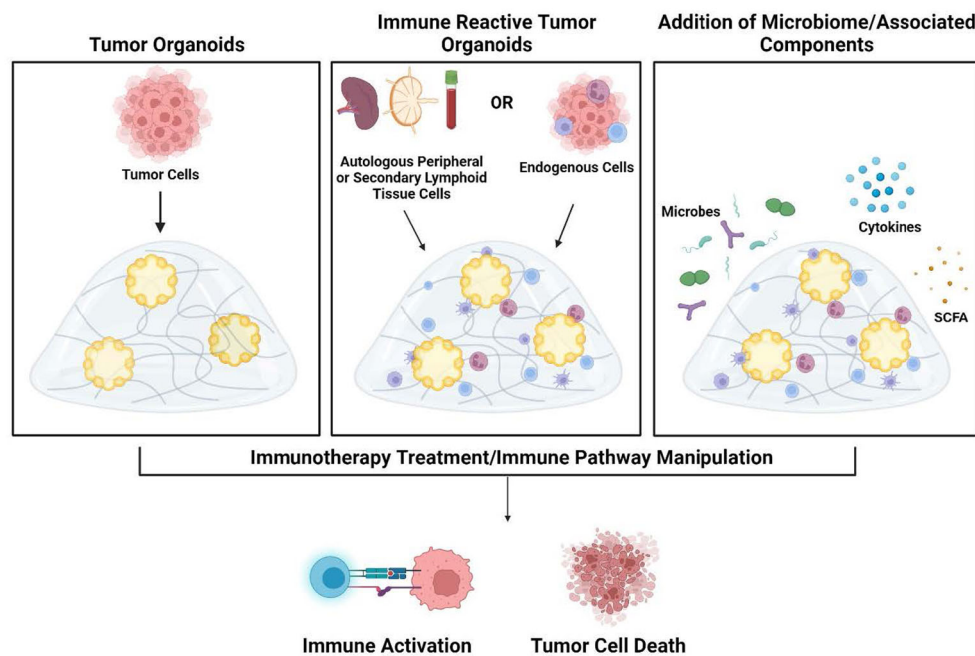 Tumor Organoids
Immune Reactive Tumor
Organoids
Addition of Microbiome/Associated
Components
Tumor Cells
OR
Autologous Peripheral
or Secondary Lymphoid
Tissue Cells
Endogenous Cells
Microbes
Cytokines
SCFA
Immunotherapy Treatment/Immune Pathway Manipulation
Immune Activation
Tumor Cell Death